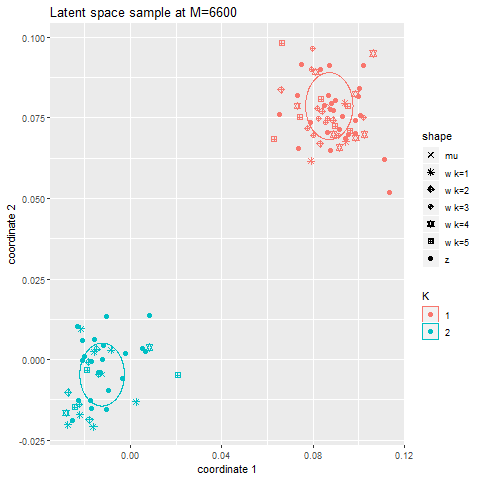 Latent space sample at M=6600
0.100
0.075
0.050
0.025
0.000
-0.025
coordinate 2
0.00
0.04
0.08
0.12
coordinate 1
shape
mu
w k=1
w k=2
w k=3
w k=4
w k=5
z
K
1
2